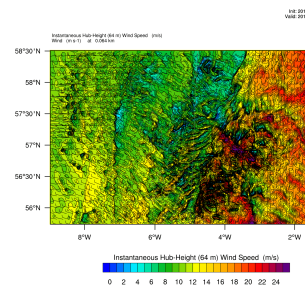 Init: 201
Valid: 201
Instantaneous Hub-Height (64 m) Wind Speed (m/s)
Wind (m s-1) at 0.064 km
58°30'N
58°N
57°30'N
57°N
56°30'N
56°N
8°W 6°W 4°W 2°W
Instantaneous Hub-Height (64 m) Wind Speed (m/s)
0 2 4 6 8 10 12 14 16 18 20 22 24